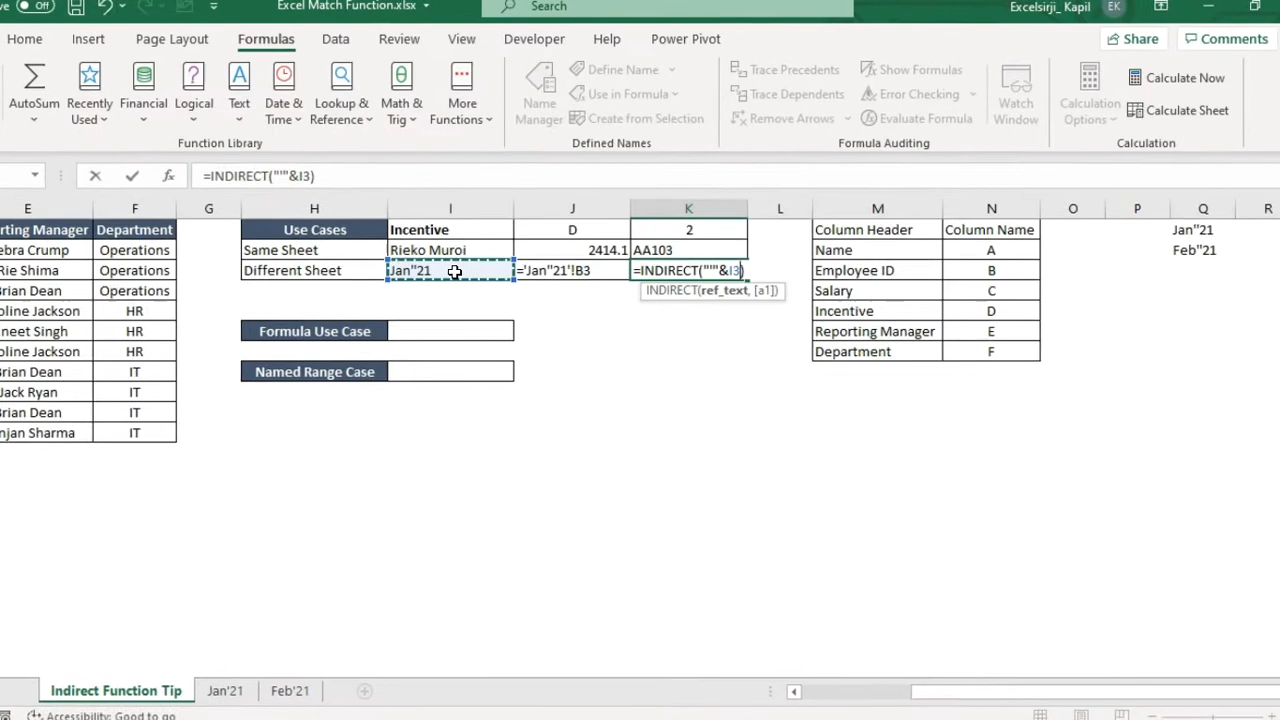 ve Off Excel Match Function.xlsx Search Excelsirji_ Kapil EK
Home Insert Page Layout Formulas Data Review View Developer Help Power Pivot Share Comments
AutoSum Recently Used Financial Logical Text Date & Time Lookup & Reference Math & Trig More Functions
Name Manager Define Name Use in Formula Create from Selection
Trace Precedents Trace Dependents Remove Arrows Show Formulas Error Checking Evaluate Formula Watch Window
Calculation Options Calculate Now Calculate Sheet
Function Library Defined Names Formula Auditing Calculation
fx =INDIRECT("'"&I3)
E F G H I J K L M N O P Q R
rting Manager Department Use Cases Incentive D 2 Column Header Column Name Jan"21
ebra Crump Operations Same Sheet Rieko Muroi 2414.1 AA103 Name A Feb"21
Rie Shima Operations Different Sheet Jan"21 ='Jan"21'!B3 =INDIRECT("'"&I3) Employee ID B
Brian Dean Operations INDIRECT(ref_text, [a1]) Salary C
oline Jackson HR Incentive D
neet Singh HR Formula Use Case Reporting Manager E
oline Jackson HR Department F
Brian Dean IT Named Range Case
Jack Ryan IT
Brian Dean IT
njan Sharma IT
Indirect Function Tip Jan'21 Feb'21
Accessibility: Good to go